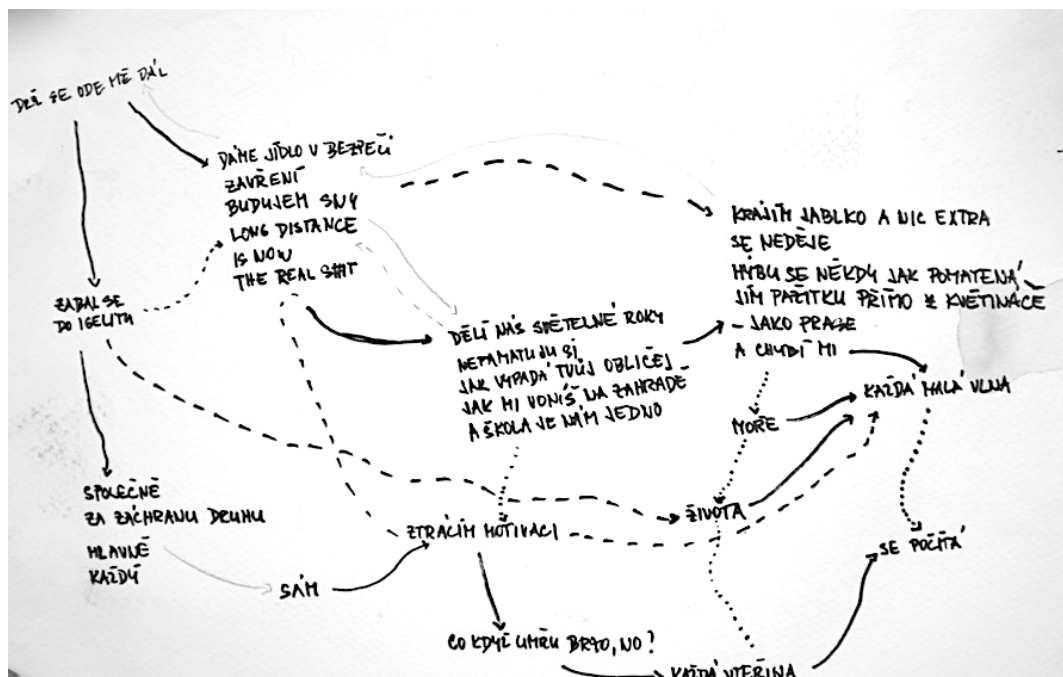 DRŽ SE ODE MĚ DÁL
DÁME JÍDLO V BEZPEČÍ
ZAVŘENÍ
BUDUJEM SNY
LONG DISTANCE
IS NOW
THE REAL SH#T
ZABAL SE
DO IGELITU
DĚLÍ NÁS SVĚTELNÉ ROKY
NEPAMATUJU SI
JAK VYPADÁ TVŮJ OBLIČEJ
JAK MI VONÍŠ NA ZAHRADĚ
A ŠKOLA JE NÁM JEDNO
KRÁJÍM JABLKO A NIC EXTRA
SE NEDĚJE
HÝBU SE NĚKDY JAK POMATENÁ
JÍM PAŽITKU PŘÍMO Z KVĚTINÁČE
– JAKO PRASE
A CHYBÍ MI
KAŽDÁ MALÁ VLNA
MOŘE
ŽIVOTA
SPOLEČNĚ
ZA ZÁCHRANU DRUHU
HLAVNĚ
KAŽDÝ
SÁM
ZTRÁCÍM MOTIVACI
SE POČÍTÁ
CO KDYŽ UMŘU BRZO, NO?
KAŽDÁ VTEŘINA